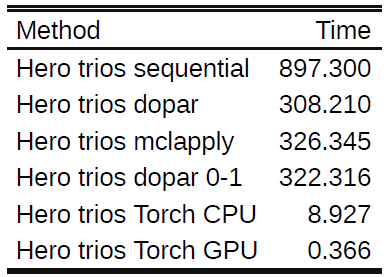 Method Time
Hero trios sequential 897.300
Hero trios dopar 308.210
Hero trios mclapply 326.345
Hero trios dopar 0-1 322.316
Hero trios Torch CPU 8.927
Hero trios Torch GPU 0.366